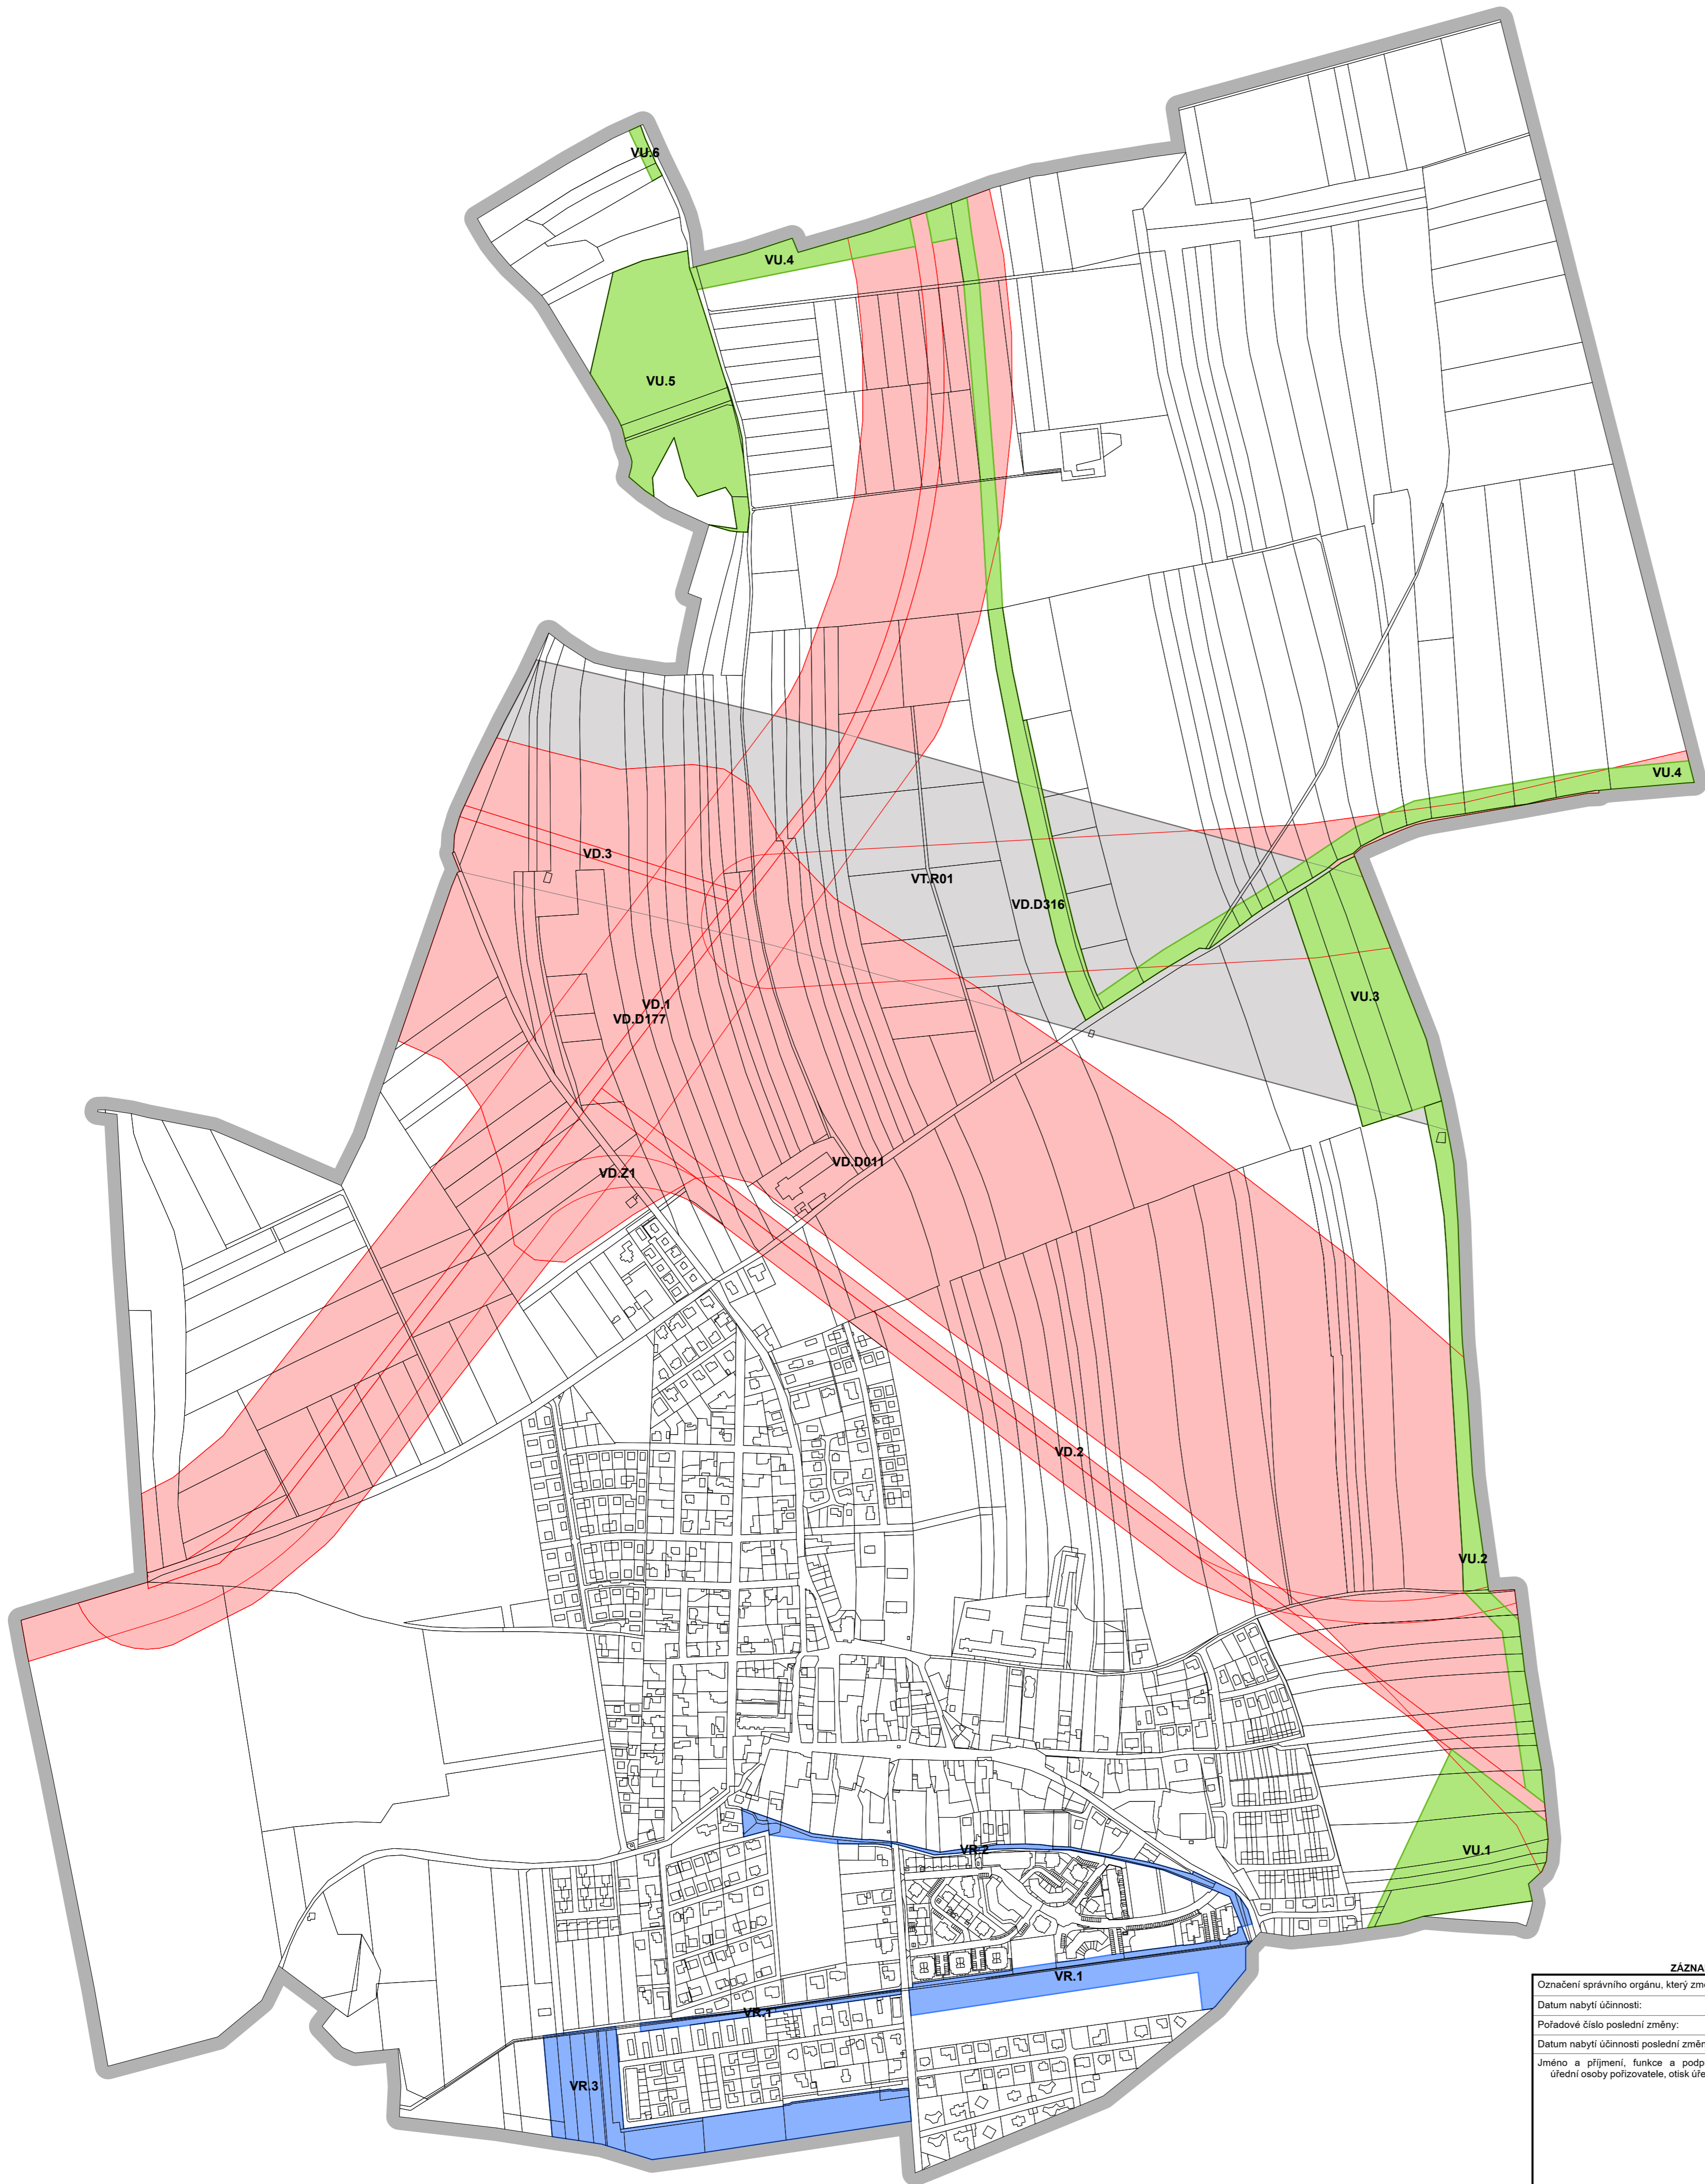 VU.6
VU.4
VU.5
VU.4
VD.3
VT.R01
VD.D316
VU.3
VD.1
VD.D177
VD.D011
VD.Z1
VD.2
VU.2
VR.2
VU.1
VR.1
VR.1
VR.3
ZÁZNA
Označení správního orgánu, který změ
Datum nabytí účinnosti:
Pořadové číslo poslední změny:
Datum nabytí účinnosti poslední změn
Jméno a příjmení, funkce a podp
úřední osoby pořizovatele, otisk úře